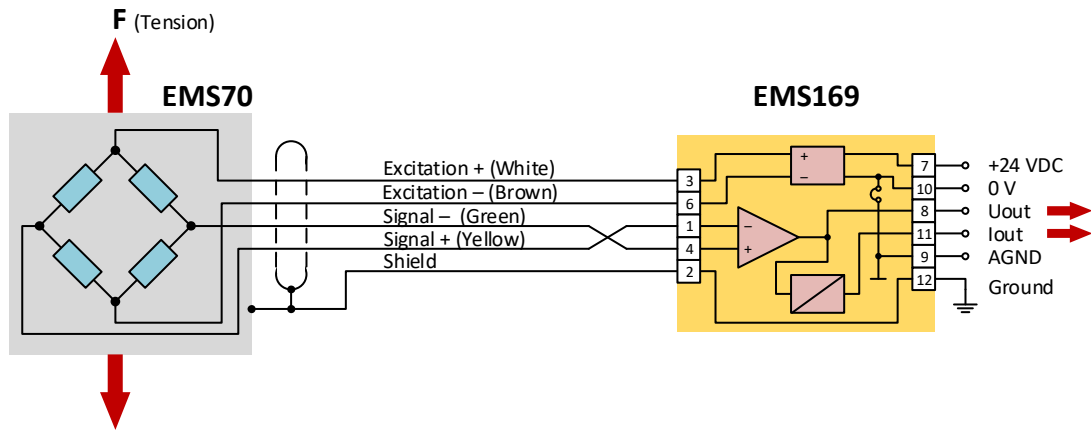 F (Tension)
EMS70
EMS169
Excitation + (White)
Excitation – (Brown)
Signal – (Green)
Signal + (Yellow)
Shield
3
6
1
4
2
+
–
–
+
7
10
8
11
9
12
+24 VDC
0 V
Uout
Iout
AGND
Ground